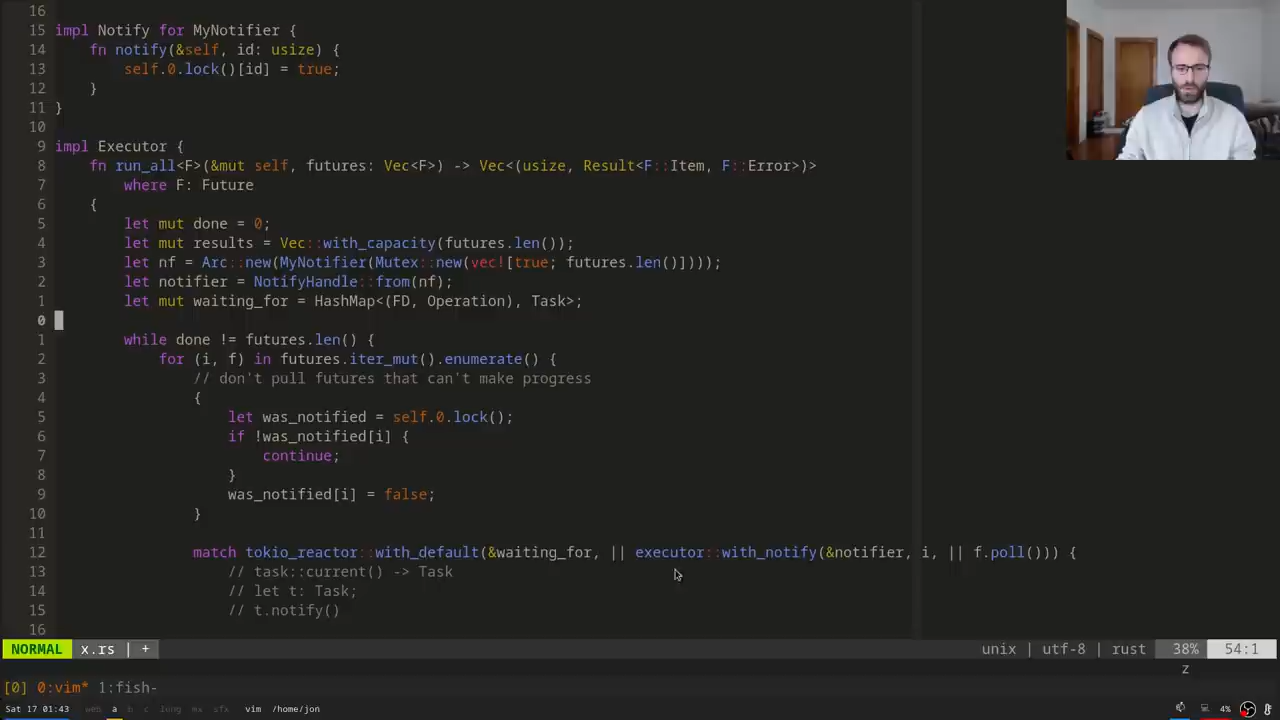 16
15 impl Notify for MyNotifier {
14 fn notify(&self, id: usize) {
13 self.0.lock()[id] = true;
12 }
11 }
10
9 impl Executor {
8 fn run_all<F>(&mut self, futures: Vec<F>) -> Vec<(usize, Result<F::Item, F::Error>)>
7 where F: Future
6 {
5 let mut done = 0;
4 let mut results = Vec::with_capacity(futures.len());
3 let nf = Arc::new(MyNotifier(Mutex::new(vec![true; futures.len()])));
2 let notifier = NotifyHandle::from(nf);
1 let mut waiting_for = HashMap<(FD, Operation), Task>;
0
1 while done != futures.len() {
2 for (i, f) in futures.iter_mut().enumerate() {
3 // don't pull futures that can't make progress
4 {
5 let was_notified = self.0.lock();
6 if !was_notified[i] {
7 continue;
8 }
9 was_notified[i] = false;
10 }
11
12 match tokio_reactor::with_default(&waiting_for, || executor::with_notify(&notifier, i, || f.poll())) {
13 // task::current() -> Task
14 // let t: Task;
15 // t.notify()
16
NORMAL x.rs | + unix | utf-8 | rust 38% 54:1
z
[0] 0:vim* 1:fish-
Sat 17 01:43 web a b c lung mx sfx vim /home/jon 4%